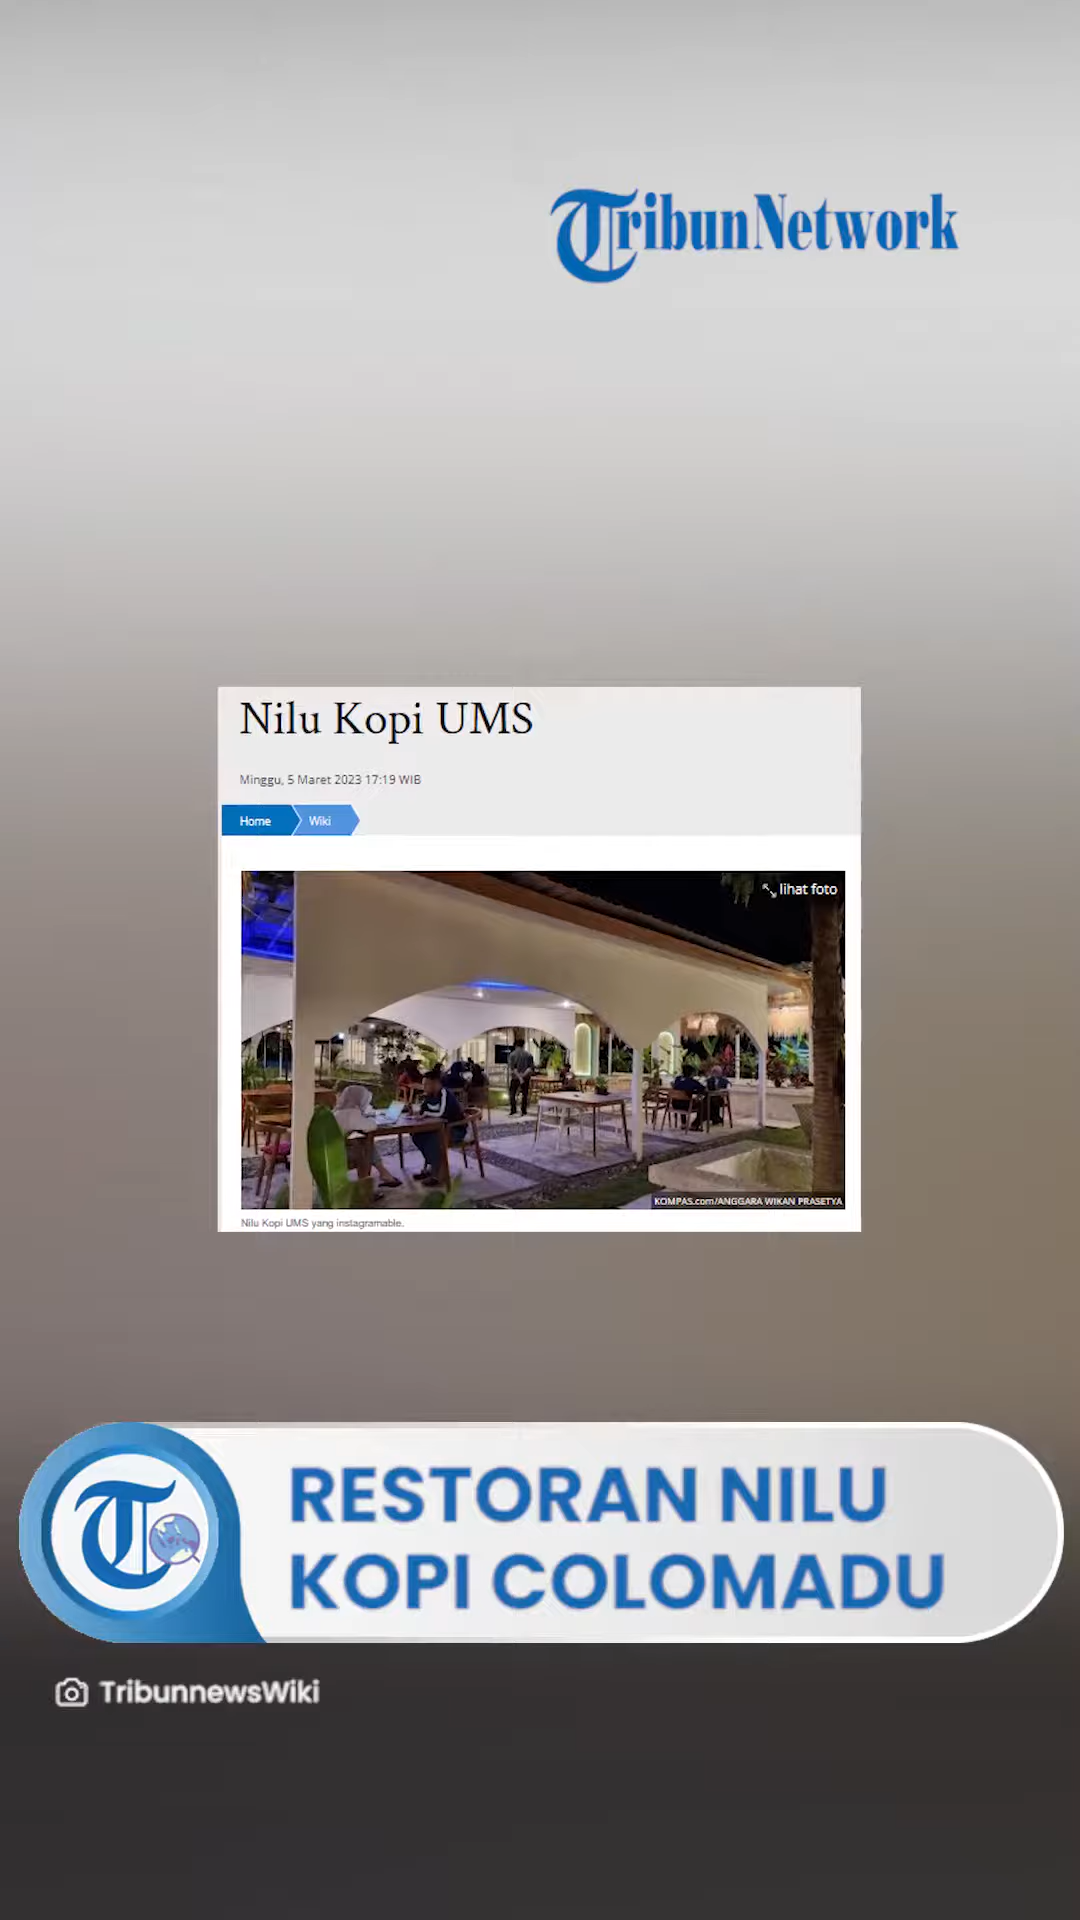 TribunNetwork
Nilu Kopi UMS
Minggu, 5 Maret 2023 17:19 WIB
Home Wiki
lihat foto
KOMPAS.com/ANGGARA WIKAN PRASETYA
Nilu Kopi UMS yang instagramable.
RESTORAN NILU
KOPI COLOMADU
TribunnewsWiki